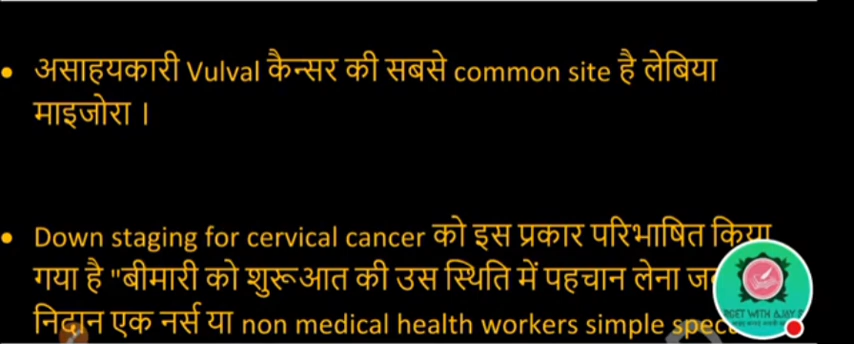 • असाहयकारी Vulval कैन्सर की सबसे common site है लेबिया
माइजोरा ।
• Down staging for cervical cancer को इस प्रकार परिभाषित किया
गया है "बीमारी को शुरूआत की उस स्थिति में पहचान लेना
निदान एक नर्स या non medical health workers simple
WITH AJAY